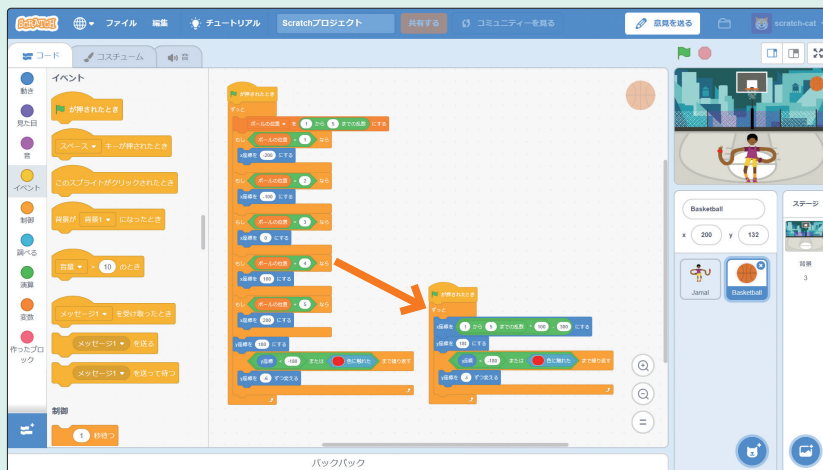 SCRATCH ファイル 編集 チュートリアル Scratchプロジェクト 共有する コミュニティーを見る 意見を送る scratch-cat
コード コスチューム 音
動き
見た目
音
イベント
制御
調べる
演算
変数
作ったブロック
イベント
が押されたとき
スペース キーが押されたとき
このスプライトがクリックされたとき
背景が 背景1 になったとき
音量 > 10 のとき
メッセージ1 を受け取ったとき
メッセージ1 を送る
メッセージ1 を送って待つ
制御
1 秒待つ
が押されたとき
ずっと
ボールの位置 を 1 から 5 までの乱数 にする
もし ボールの位置 = 1 なら
x座標を -200 にする
もし ボールの位置 = 2 なら
x座標を -100 にする
もし ボールの位置 = 3 なら
x座標を 0 にする
もし ボールの位置 = 4 なら
x座標を 100 にする
もし ボールの位置 = 5 なら
x座標を 200 にする
y座標を 180 にする
y座標 < -180 または 色に触れた まで繰り返す
y座標を -4 ずつ変える
が押されたとき
ずっと
x座標を 1 から 5 までの乱数 * 100 - 300 にする
y座標を 180 にする
y座標 < -180 または 色に触れた まで繰り返す
y座標を -4 ずつ変える
Basketball
x 200 y 132
Jamal
Basketball
ステージ
背景
3
バックパック